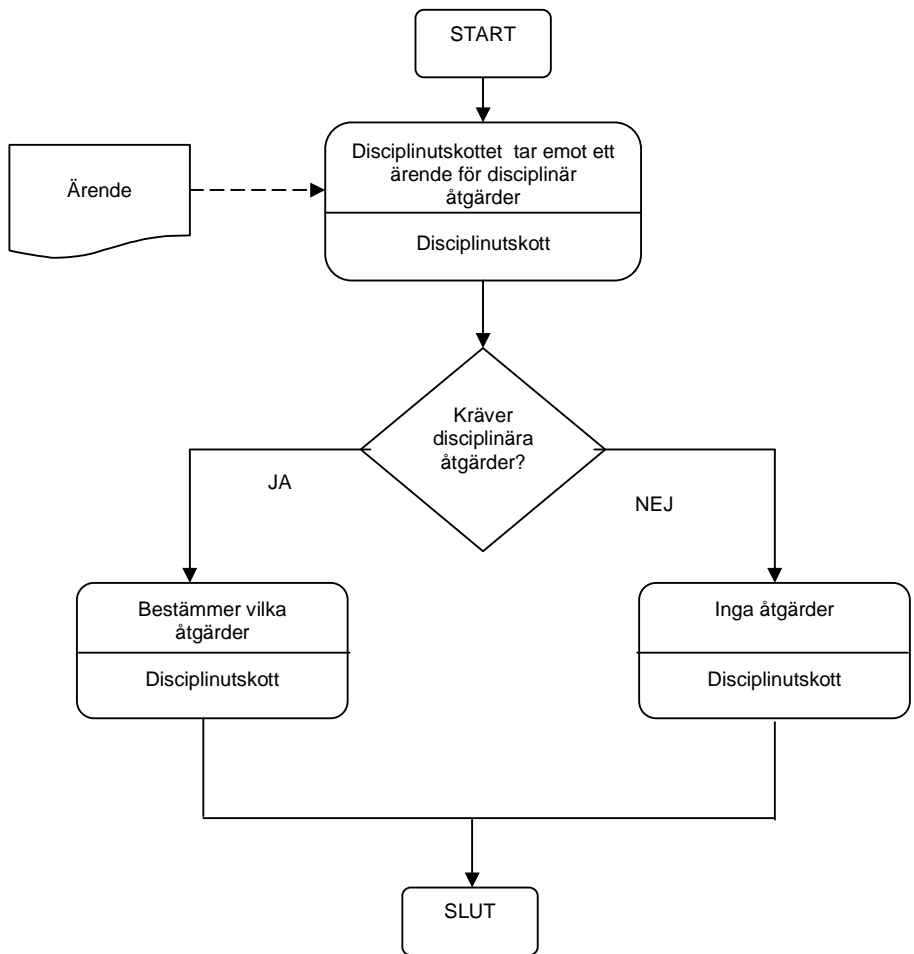 START
Disciplinutskottet tar emot ett
ärende för disciplinär
åtgärder
Ärende
Disciplinutskott
Kräver
disciplinära
åtgärder?
JA
NEJ
Bestämmer vilka
åtgärder
Disciplinutskott
Inga åtgärder
Disciplinutskott
SLUT